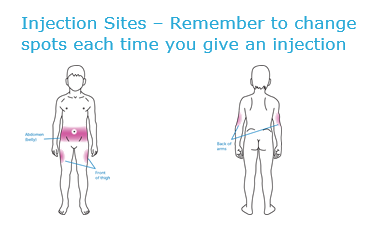 Injection Sites – Remember to change
spots each time you give an injection
Abdomen
(belly)
Front
of thigh
Back of
arms